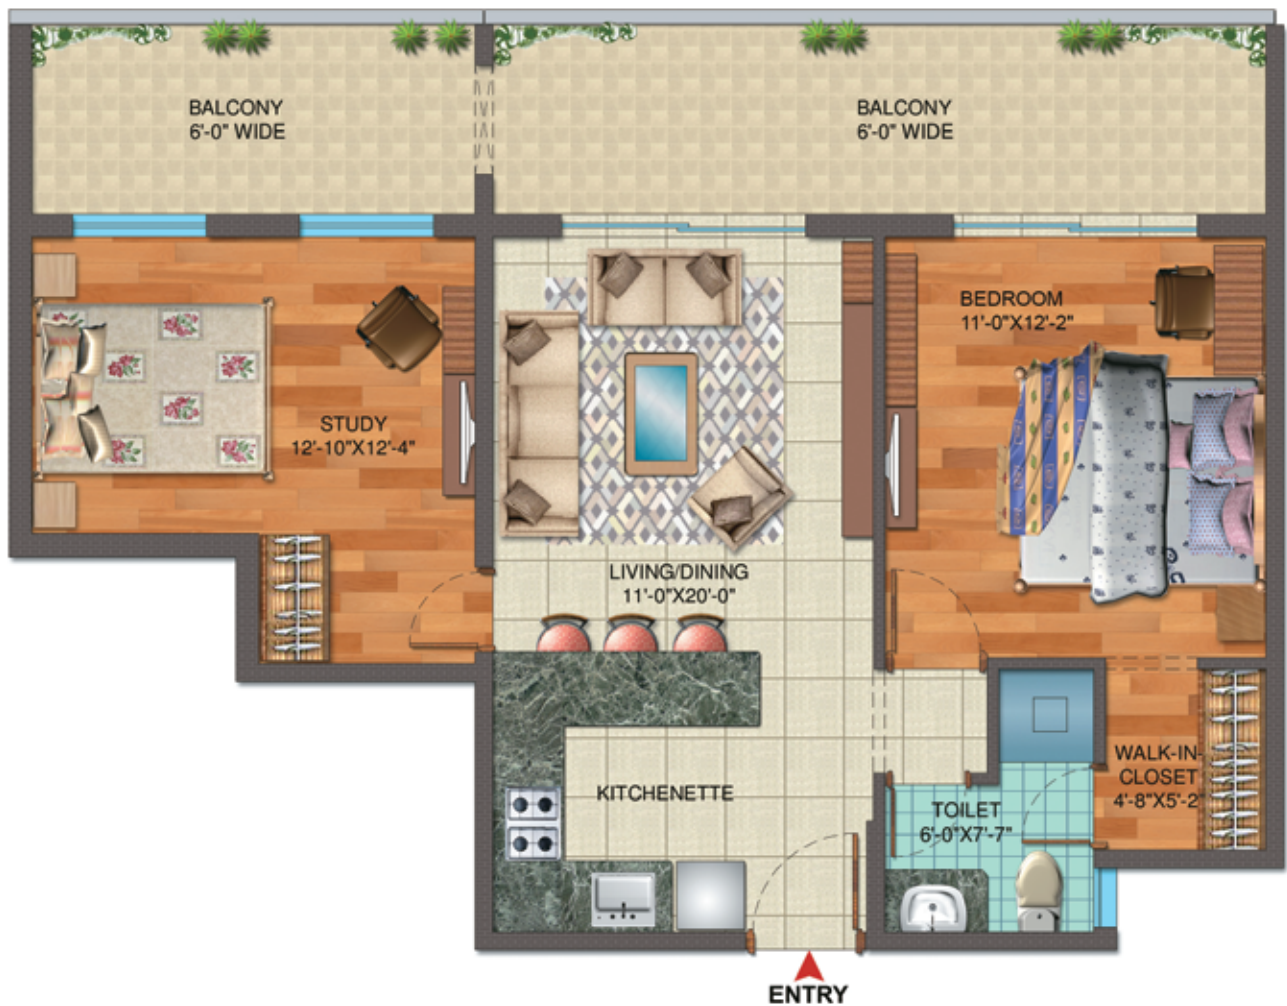 BALCONY
6'-0" WIDE
BALCONY
6'-0" WIDE
BEDROOM
11'-0"X12'-2"
STUDY
12'-10"X12'-4"
LIVING/DINING
11'-0"X20'-0"
KITCHENETTE
WALK-IN-
CLOSET
4'-8"X5'-2"
TOILET
6'-0"X7'-7"
ENTRY